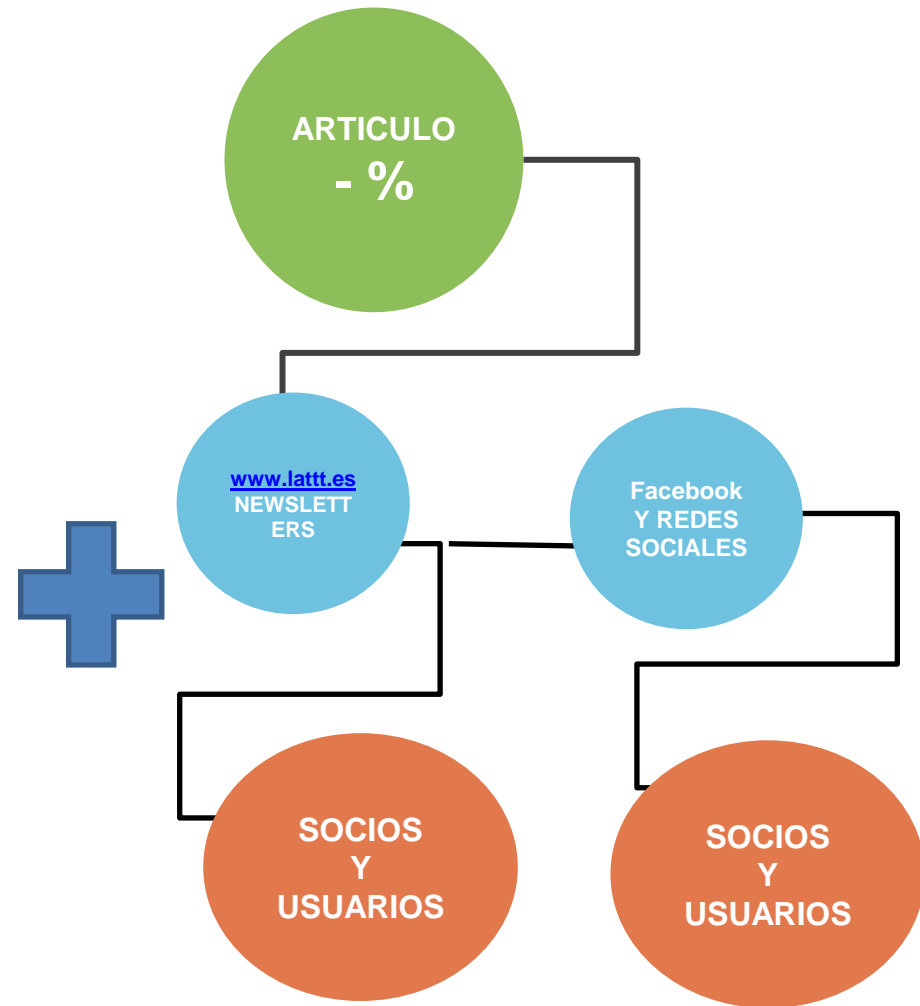 ARTICULO
- %
www.lattt.es
NEWSLETT
ERS
Facebook
Y REDES
SOCIALES
SOCIOS
Y
USUARIOS
SOCIOS
Y
USUARIOS